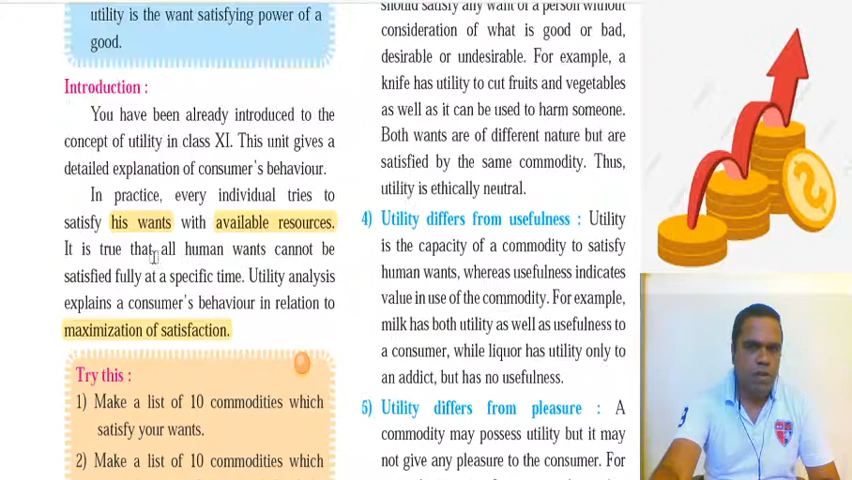 utility is the want satisfying power of a
good.
Introduction :
You have been already introduced to the
concept of utility in class XI. This unit gives a
detailed explanation of consumer's behaviour.
In practice, every individual tries to
satisfy his wants with available resources.
It is true that all human wants cannot be
satisfied fully at a specific time. Utility analysis
explains a consumer's behaviour in relation to
maximization of satisfaction.
Try this :
1) Make a list of 10 commodities which
satisfy your wants.
2) Make a list of 10 commodities which
should satisfy any want of a person without
consideration of what is good or bad,
desirable or undesirable. For example, a
knife has utility to cut fruits and vegetables
as well as it can be used to harm someone.
Both wants are of different nature but are
satisfied by the same commodity. Thus,
utility is ethically neutral.
4) Utility differs from usefulness : Utility
is the capacity of a commodity to satisfy
human wants, whereas usefulness indicates
value in use of the commodity. For example,
milk has both utility as well as usefulness to
a consumer, while liquor has utility only to
an addict, but has no usefulness.
5) Utility differs from pleasure : A
commodity may possess utility but it may
not give any pleasure to the consumer. For